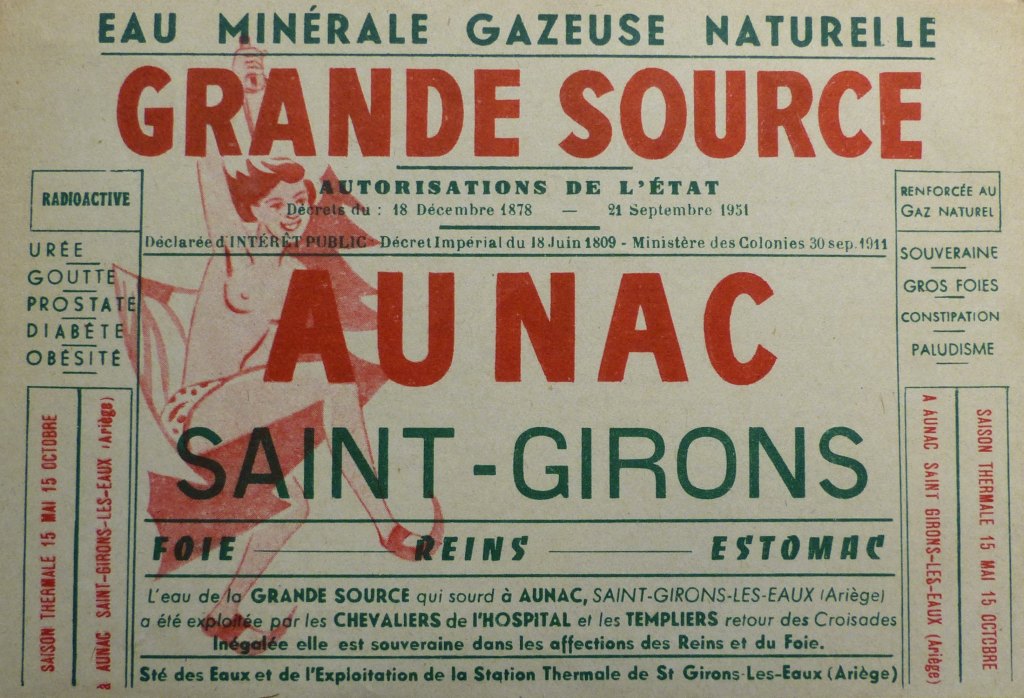 EAU MINÉRALE GAZEUSE NATURELLE
GRANDE SOURCE
AUTORISATIONS DE L'ÉTAT
Décrets du : 18 Décembre 1878 — 21 Septembre 1951
Déclarée d'INTÉRÊT PUBLIC - Décret Impérial du 18 Juin 1809 - Ministère des Colonies 30 sep. 1911
RADIOACTIVE
URÉE
GOUTTE
PROSTATE
DIABÈTE
OBÉSITÉ
RENFORCÉE AU
GAZ NATUREL
SOUVERAINE
GROS FOIES
CONSTIPATION
PALUDISME
AUNAC
SAINT-GIRONS
SAISON THERMALE 15 MAI 15 OCTOBRE
à AUNAC SAINT-GIRONS-LES-EAUX (Ariège)
A AUNAC SAINT GIRONS-LES-EAUX (Ariège)
SAISON THERMALE 15 MAI 15 OCTOBRE
FOIE — REINS — ESTOMAC
L'eau de la GRANDE SOURCE qui sourd à AUNAC, SAINT-GIRONS-LES-EAUX (Ariège)
a été exploitée par les CHEVALIERS de l'HOSPITAL et les TEMPLIERS retour des Croisades
Inégalée elle est souveraine dans les affections des Reins et du Foie.
Sté des Eaux et de l'Exploitation de la Station Thermale de St Girons-Les-Eaux (Ariège)